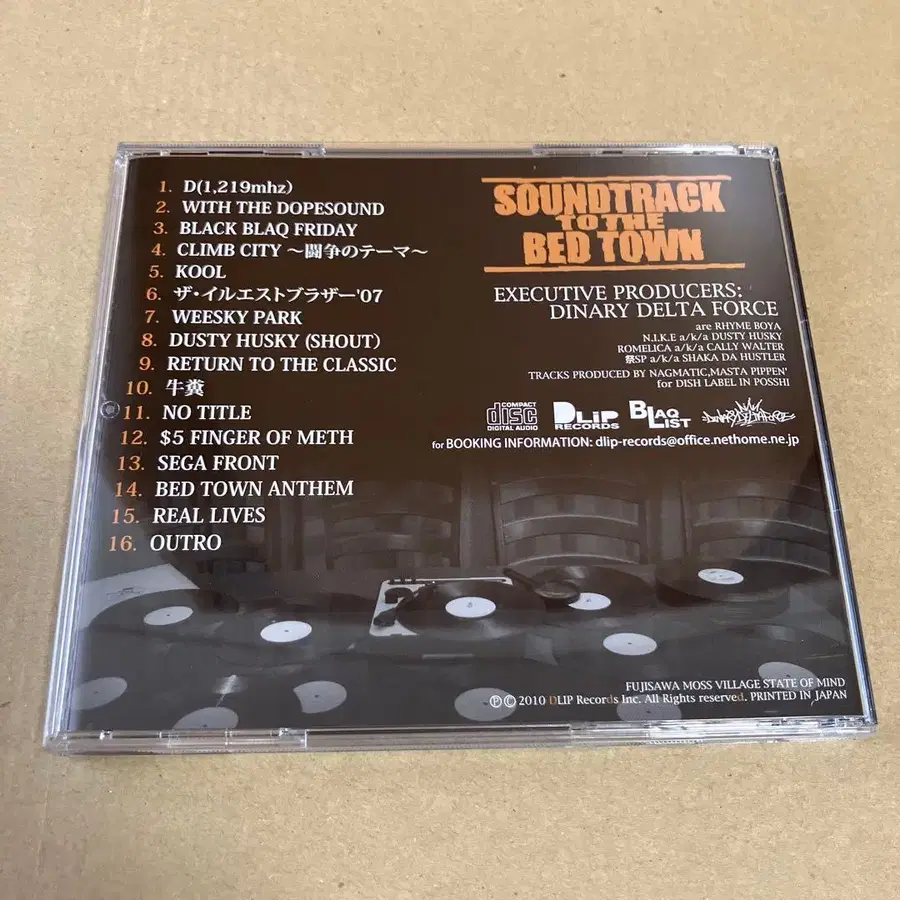 1. D(1,219mhz)
2. WITH THE DOPESOUND
3. BLACK BLAQ FRIDAY
4. CLIMB CITY ～闘争のテーマ～
5. KOOL
6. ザ・イルエストブラザー'07
7. WEESKY PARK
8. DUSTY HUSKY (SHOUT)
9. RETURN TO THE CLASSIC
10. 牛糞
11. NO TITLE
12. $5 FINGER OF METH
13. SEGA FRONT
14. BED TOWN ANTHEM
15. REAL LIVES
16. OUTRO
SOUNDTRACK
TO THE
BED TOWN
EXECUTIVE PRODUCERS:
DINARY DELTA FORCE
are RHYME BOYA
N.I.K.E a/k/a DUSTY HUSKY
ROMELICA a/k/a CALLY WALTER
祭SP a/k/a SHAKA DA HUSTLER
TRACKS PRODUCED BY NAGMATIC,MASTA PIPPEN'
for DISH LABEL IN POSSHI
COMPACT
disc
DIGITAL AUDIO
DLiP
RECORDS
BLAQ
LIST
for BOOKING INFORMATION: dlip-records@office.nethome.ne.jp
FUJISAWA MOSS VILLAGE STATE OF MIND
℗© 2010 DLIP Records Inc. All Rights reserved. PRINTED IN JAPAN